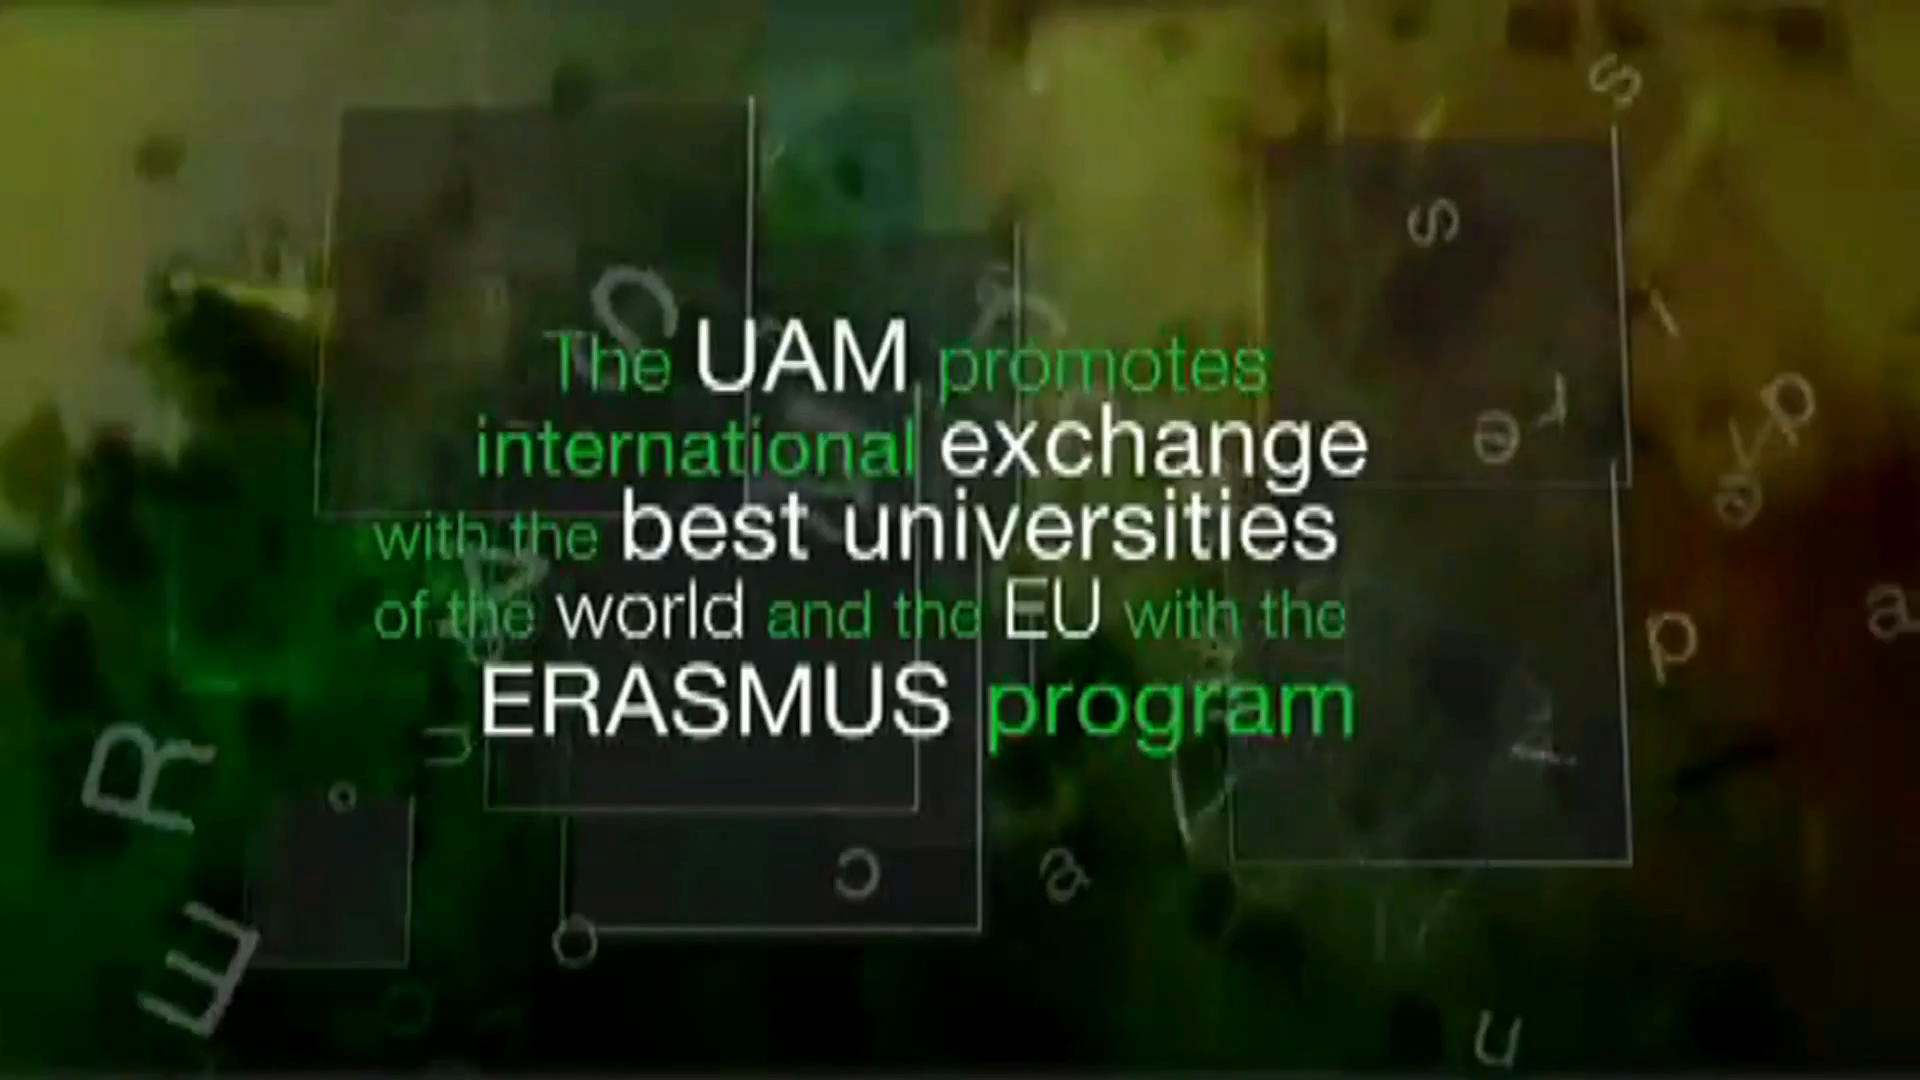 The UAM promotes
international exchange
with the best universities
of the world and the EU with the
ERASMUS program